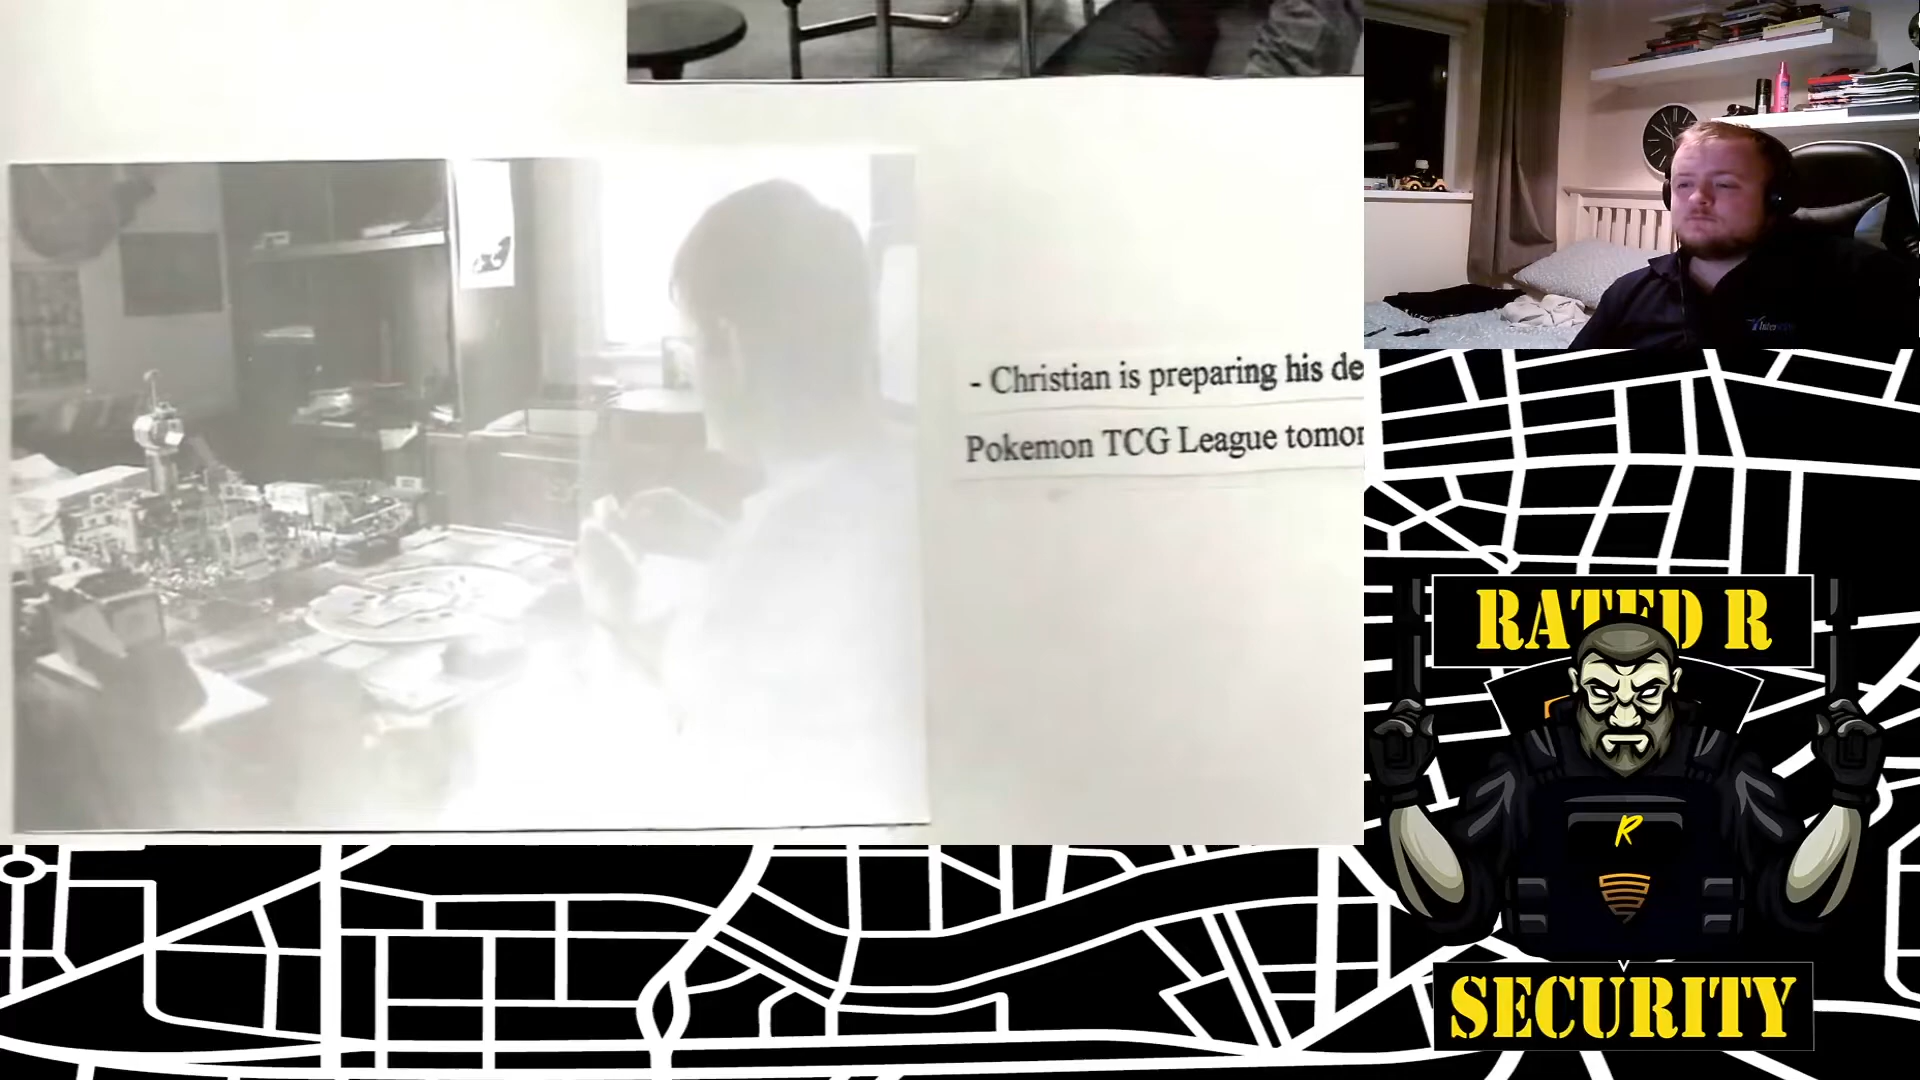 - Christian is preparing his de
Pokemon TCG League tomor
RATED R
R
SECURITY